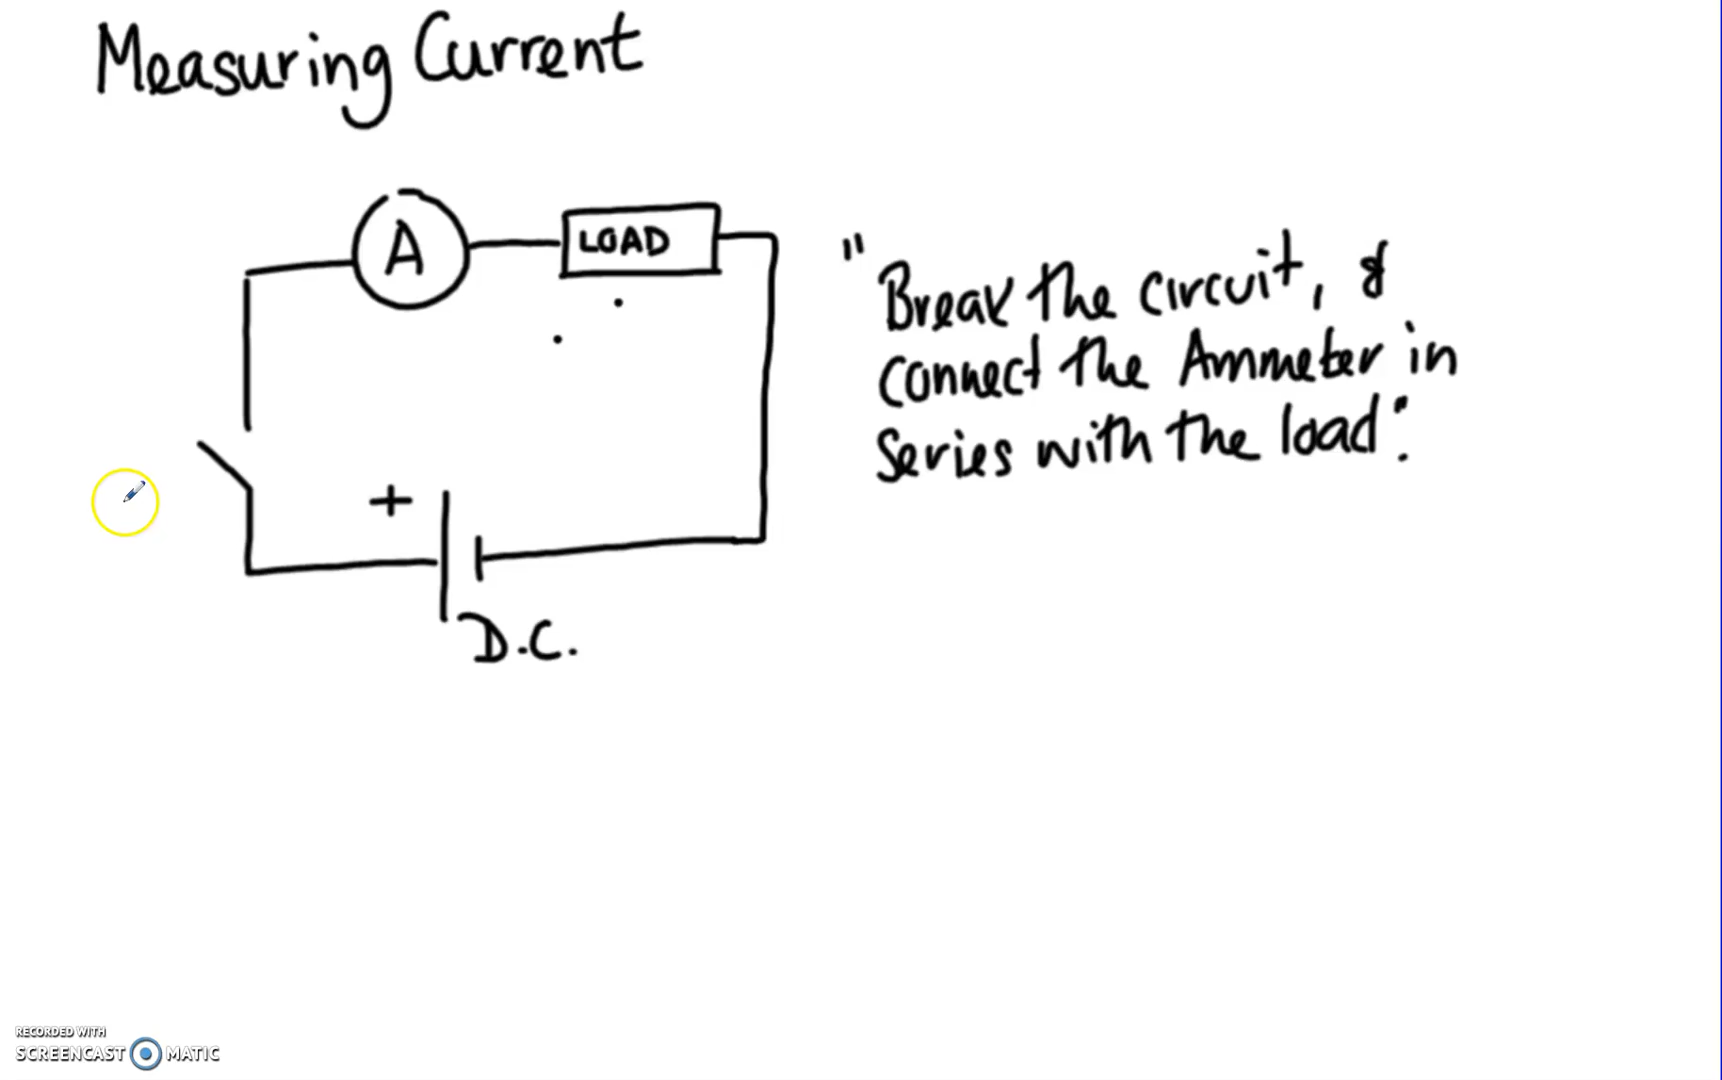 Measuring Current
A
LOAD
"Break the circuit, &
connect the Ammeter in
Series with the load".
+
D.C.
RECORDED WITH
SCREENCAST MATIC